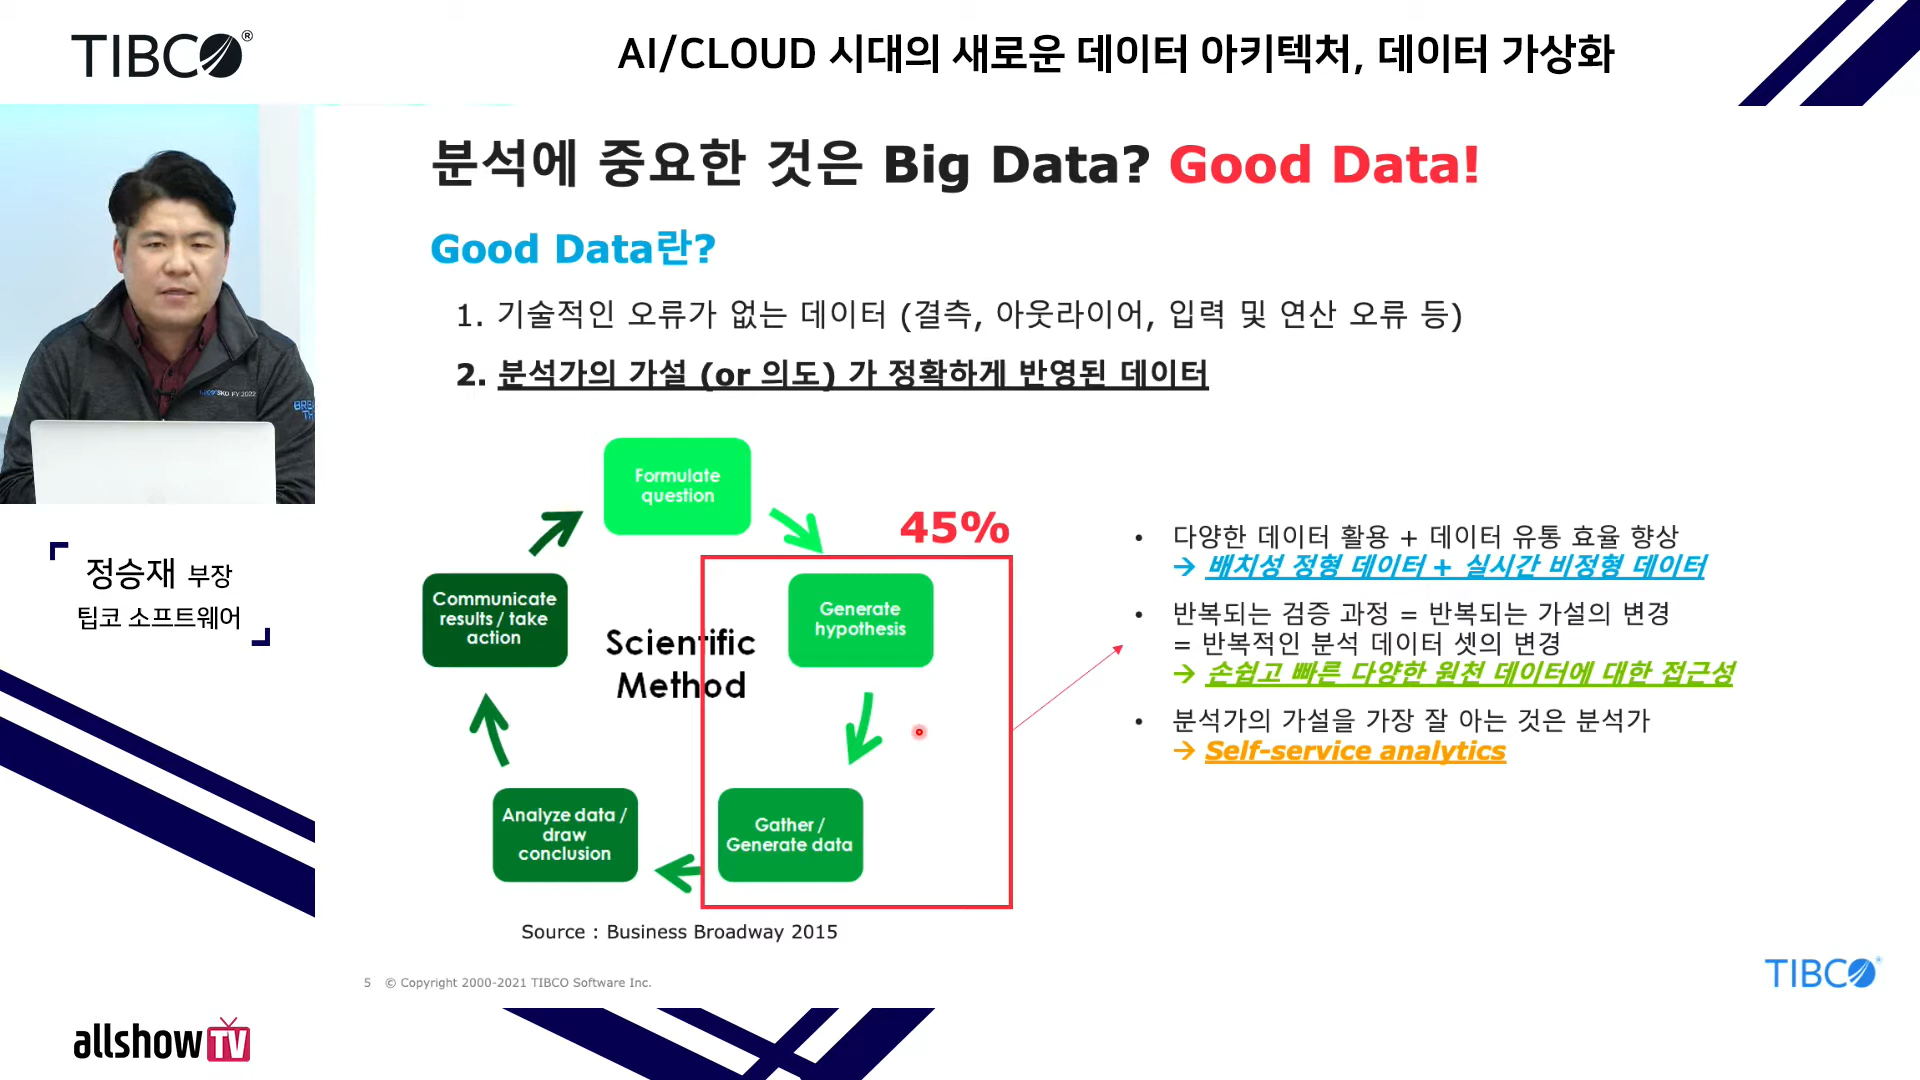 TIBCO®
AI/CLOUD 시대의 새로운 데이터 아키텍처, 데이터 가상화
분석에 중요한 것은 Big Data? Good Data!
Good Data란?
1. 기술적인 오류가 없는 데이터 (결측, 아웃라이어, 입력 및 연산 오류 등)
2. 분석가의 가설 (or 의도) 가 정확하게 반영된 데이터
SKO FY 2022
정승재 부장
팁코 소프트웨어
Formulate
question
45%
Generate
hypothesis
Communicate
results / take
action
Scientific
Method
Gather /
Generate data
Analyze data /
draw
conclusion
Source : Business Broadway 2015
• 다양한 데이터 활용 + 데이터 유통 효율 향상
→ 배치성 정형 데이터 + 실시간 비정형 데이터
• 반복되는 검증 과정 = 반복되는 가설의 변경
= 반복적인 분석 데이터 셋의 변경
→ 손쉽고 빠른 다양한 원천 데이터에 대한 접근성
• 분석가의 가설을 가장 잘 아는 것은 분석가
→ Self-service analytics
5 © Copyright 2000-2021 TIBCO Software Inc.
TIBCO®
allshow TV